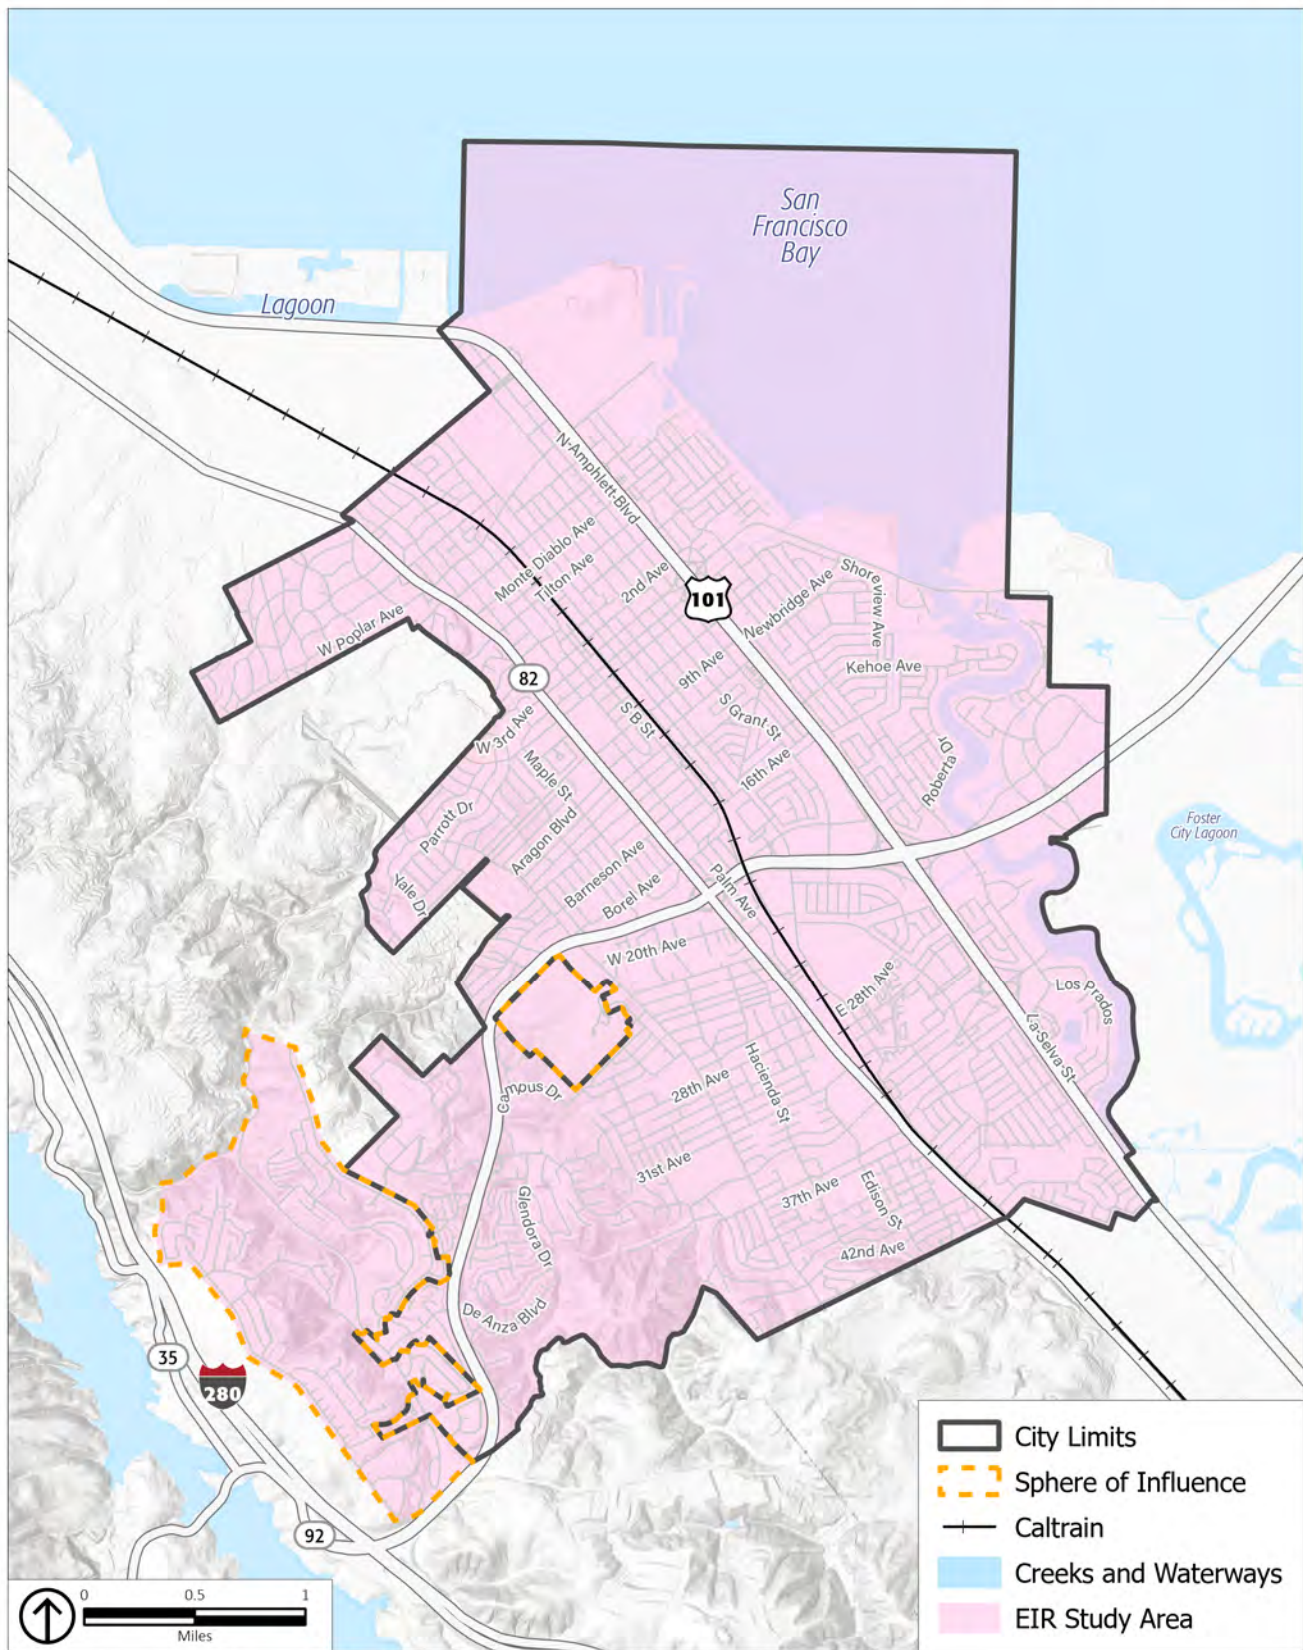 San
Francisco
Bay
Lagoon
N Amphlett Blvd
Monte Diablo Ave
Tilton Ave
2nd Ave
101
Newbridge Ave
Shoreview Ave
W Poplar Ave
Kehoe Ave
82
9th Ave
S Grant St
S B St
W 3rd Ave
Maple St
16th Ave
Roberta Dr
Parrott Dr
Aragon Blvd
Foster
City Lagoon
Barneson Ave
Yale Dr
Borel Ave
Palm Ave
W 20th Ave
E 28th Ave
Los Prados
La Selva St
Hacienda St
Campus Dr
28th Ave
31st Ave
Glendora Dr
37th Ave
Edison St
42nd Ave
De Anza Blvd
35
280
92
City Limits
Sphere of Influence
Caltrain
Creeks and Waterways
EIR Study Area
0 0.5 1
Miles